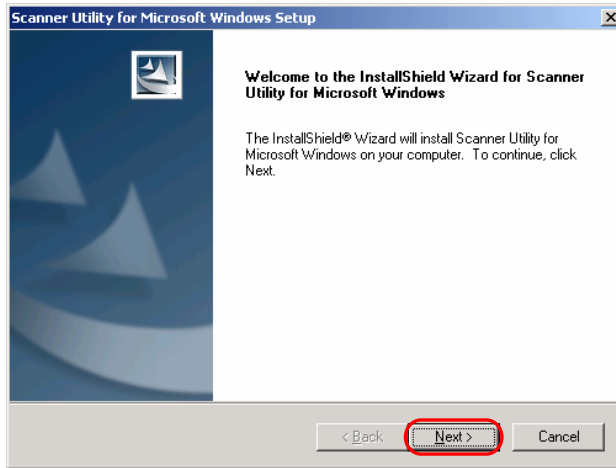 Scanner Utility for Microsoft Windows Setup
Welcome to the InstallShield Wizard for Scanner
Utility for Microsoft Windows
The InstallShield® Wizard will install Scanner Utility for
Microsoft Windows on your computer. To continue, click
Next.
< Back Next > Cancel